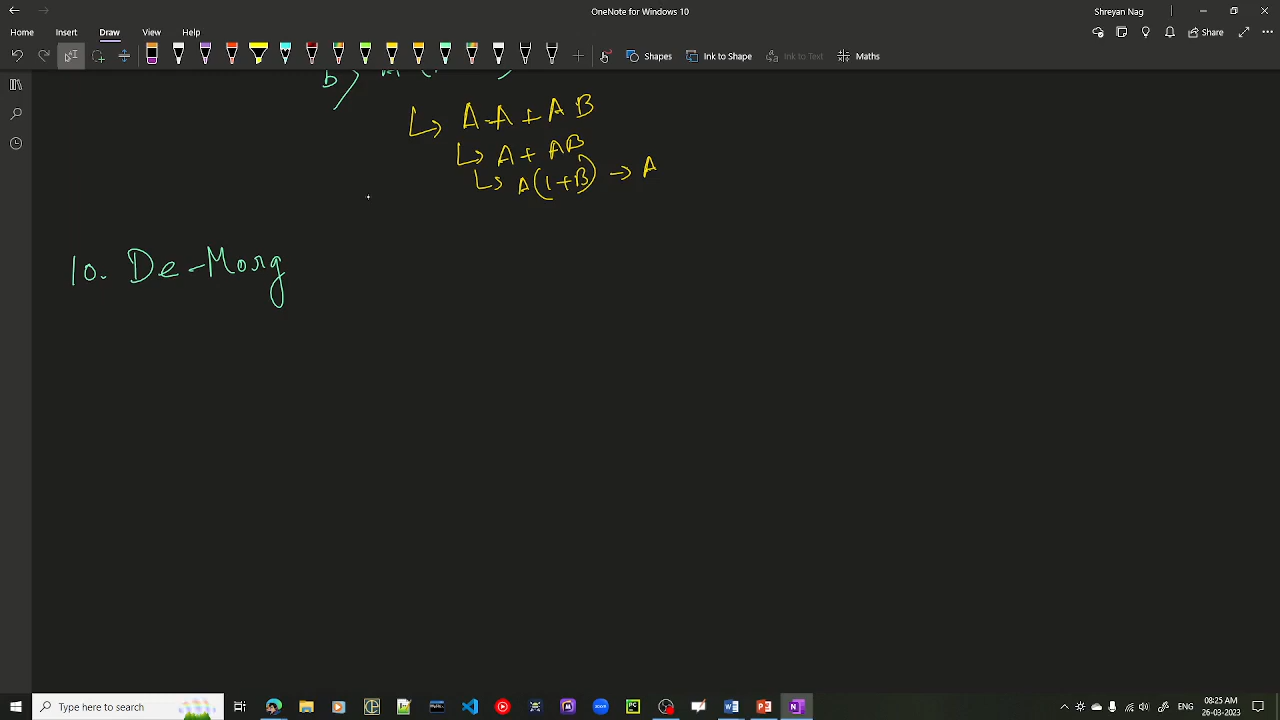 OneNote for Windows 10
Shreyan Nag
Home Insert Draw View Help
Share
Shapes Ink to Shape Ink to Text Maths
b)
↳ A·A + AB
↳ A + AB
↳ A(1+B) → A
10. De-Morg
Type here to search
ENG
08:25 AM
26-03-2023